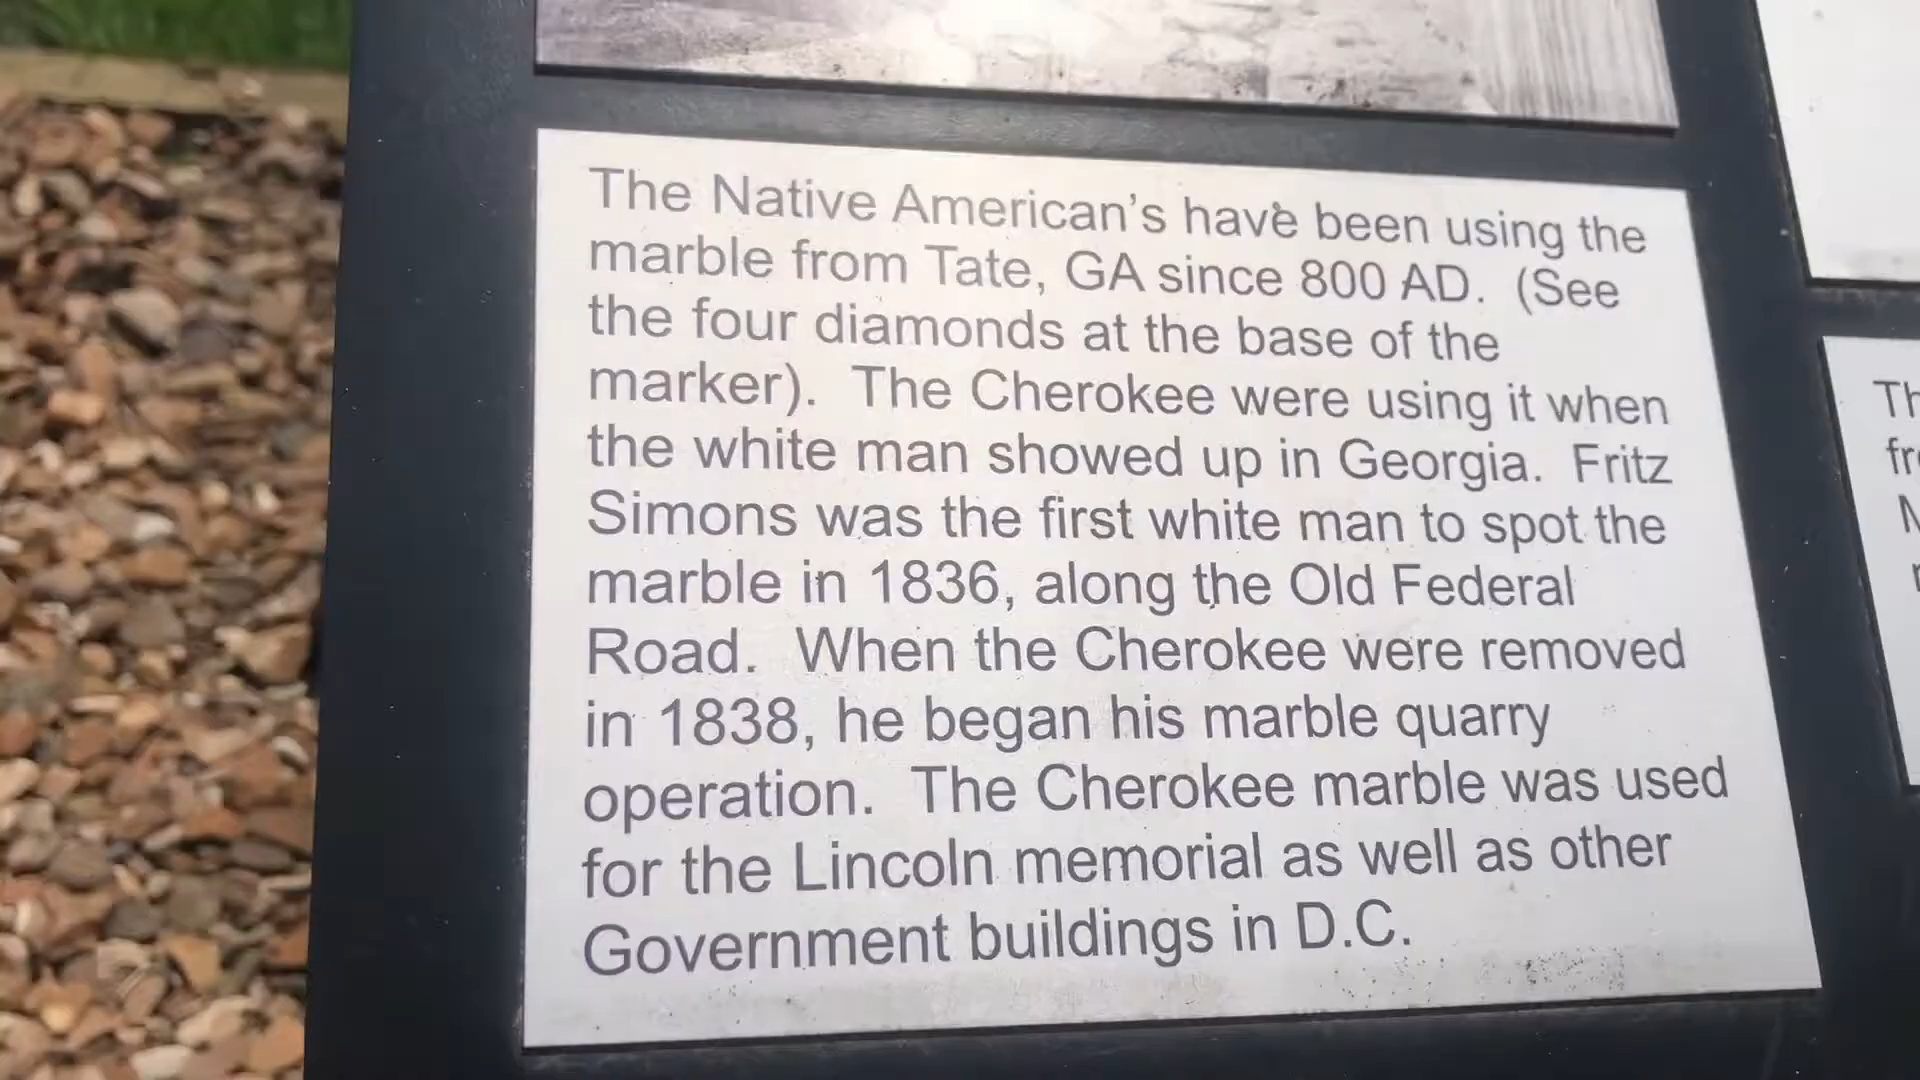 The Native American's have been using the
marble from Tate, GA since 800 AD. (See
the four diamonds at the base of the
marker). The Cherokee were using it when
the white man showed up in Georgia. Fritz
Simons was the first white man to spot the
marble in 1836, along the Old Federal
Road. When the Cherokee were removed
in 1838, he began his marble quarry
operation. The Cherokee marble was used
for the Lincoln memorial as well as other
Government buildings in D.C.